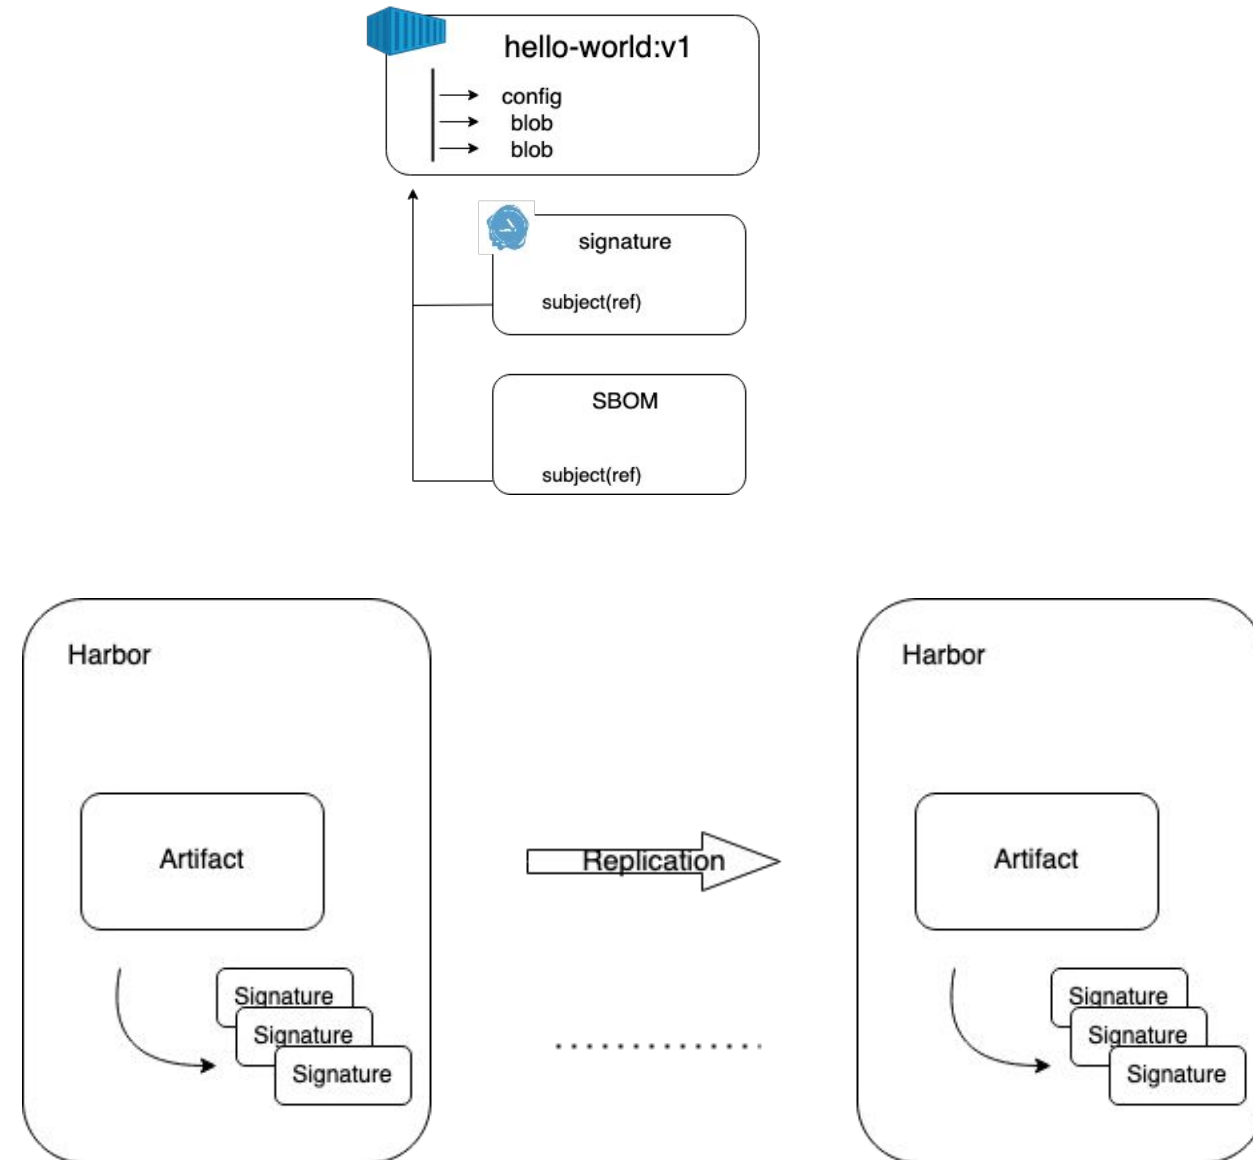 hello-world:v1
config
blob
blob
signature
subject(ref)
SBOM
subject(ref)
Harbor
Harbor
Artifact
Replication
Artifact
Signature
Signature
Signature
Signature
Signature
Signature